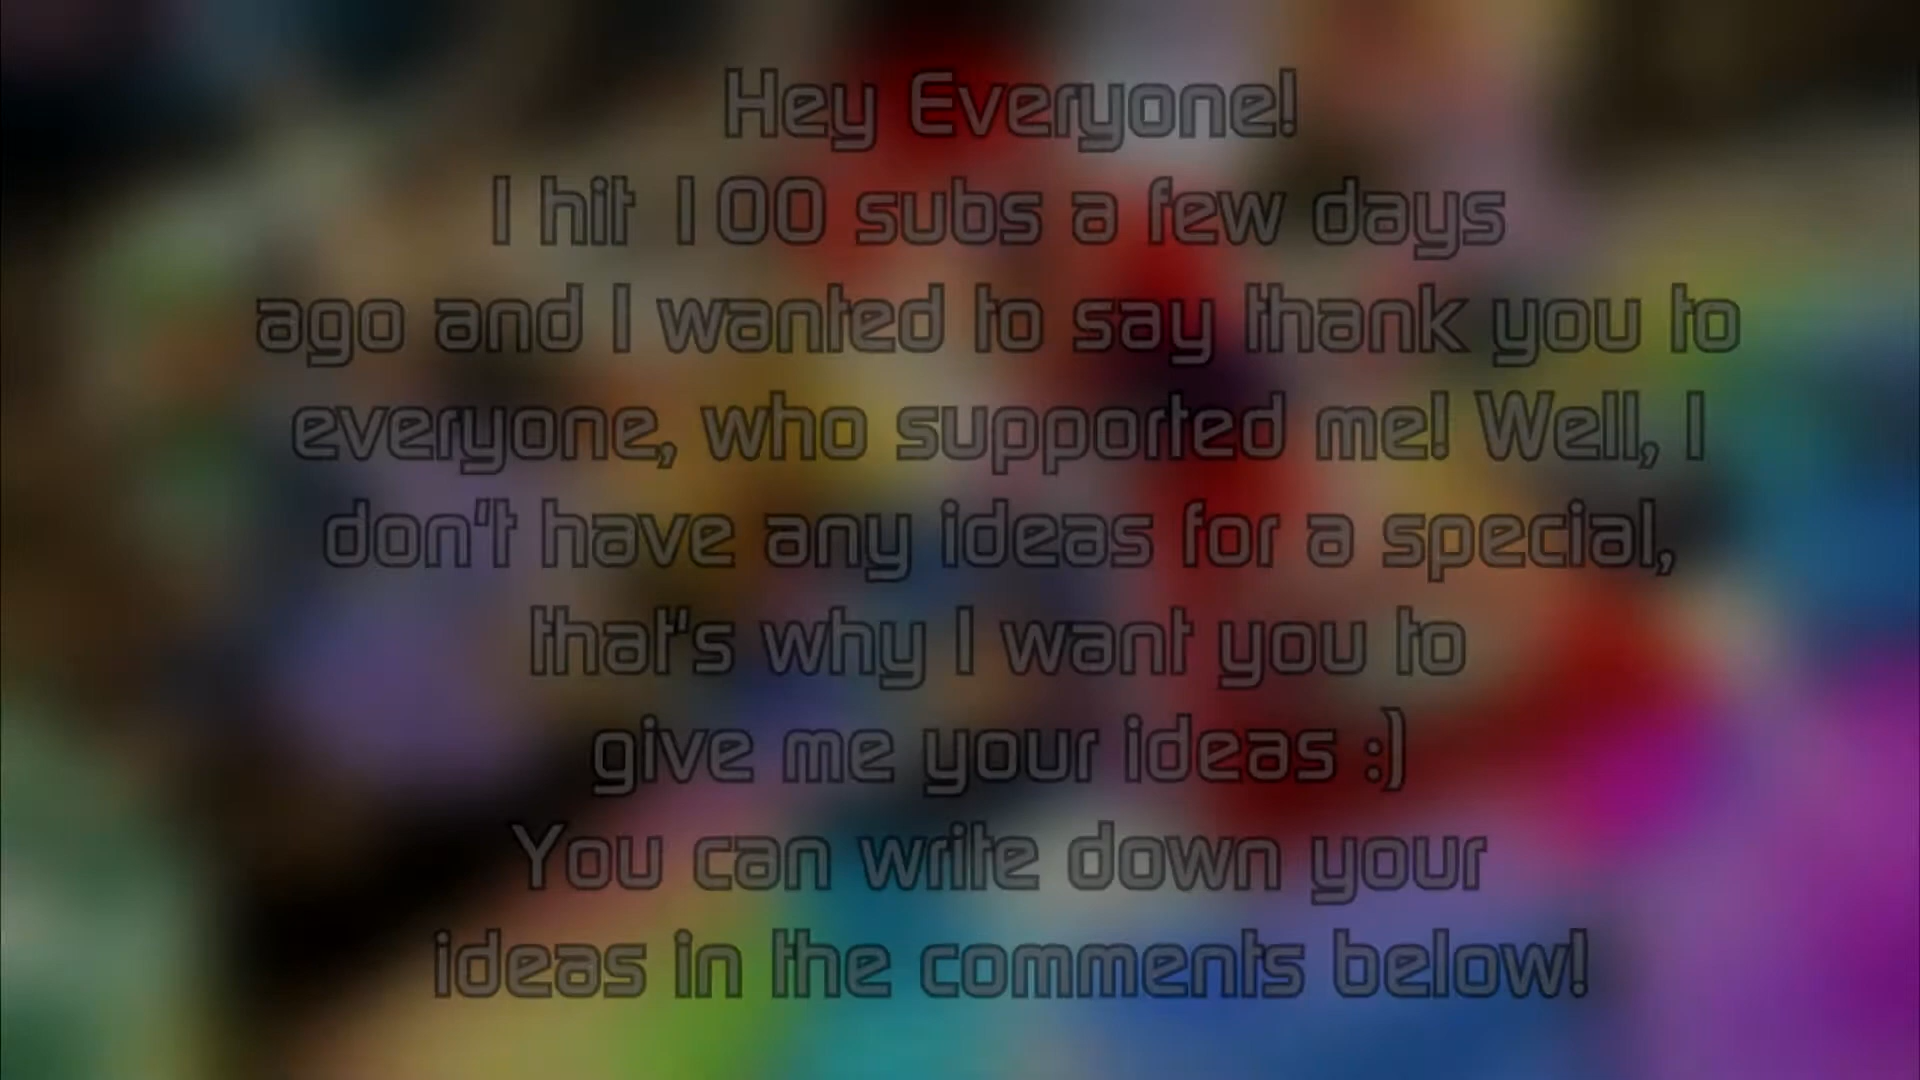 Hey Everyone!
I hit 100 subs a few days
ago and I wanted to say thank you to
everyone, who supported me! Well, I
don't have any ideas for a special,
that's why I want you to
give me your ideas :)
You can write down your
ideas in the comments below!